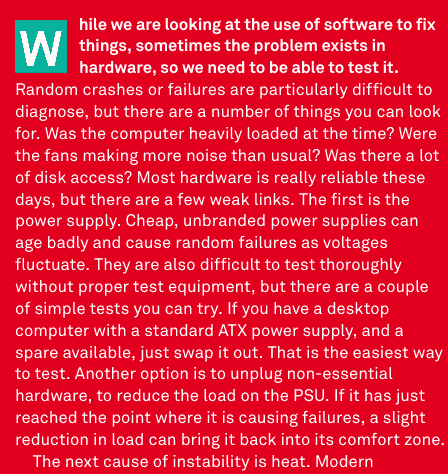 While we are looking at the use of software to fix
things, sometimes the problem exists in
hardware, so we need to be able to test it.
Random crashes or failures are particularly difficult to
diagnose, but there are a number of things you can look
for. Was the computer heavily loaded at the time? Were
the fans making more noise than usual? Was there a lot
of disk access? Most hardware is really reliable these
days, but there are a few weak links. The first is the
power supply. Cheap, unbranded power supplies can
age badly and cause random failures as voltages
fluctuate. They are also difficult to test thoroughly
without proper test equipment, but there are a couple
of simple tests you can try. If you have a desktop
computer with a standard ATX power supply, and a
spare available, just swap it out. That is the easiest way
to test. Another option is to unplug non-essential
hardware, to reduce the load on the PSU. If it has just
reached the point where it is causing failures, a slight
reduction in load can bring it back into its comfort zone.
The next cause of instability is heat. Modern